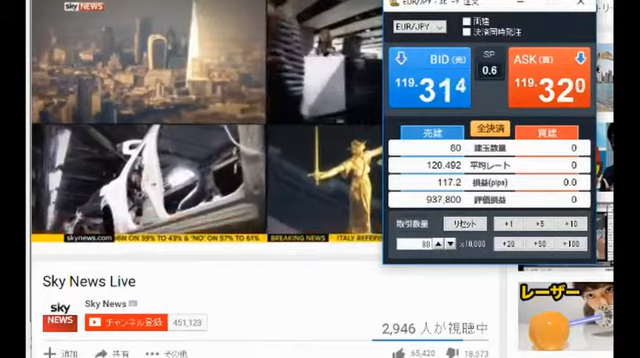 sky NEWS
EUR/JPY
両建
決済同時発注
BID(売)
SP
ASK(買)
119.314
0.6
119.320
売建
全決済
買建
80 建玉数量 0
120.492 平均レート 0
117.2 損益(pips) 0.0
937,800 評価損益 0
取引数量 リセット +1 +5 +10
80 ×10,000 +20 +50 +100
skynews.com
ON 39% TO 43% & "NO" ON 57% TO 61%
BREAKING NEWS
ITALY
Sky News Live
sky NEWS
Sky News
チャンネル登録 451,123
2,946 人が視聴中
追加 共有 その他
65,420 18,573
レーザー